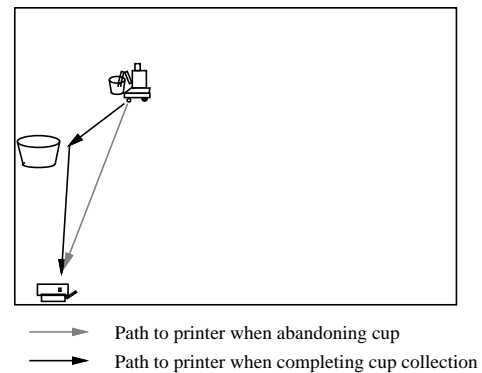 Path to printer when abandoning cup
Path to printer when completing cup collection